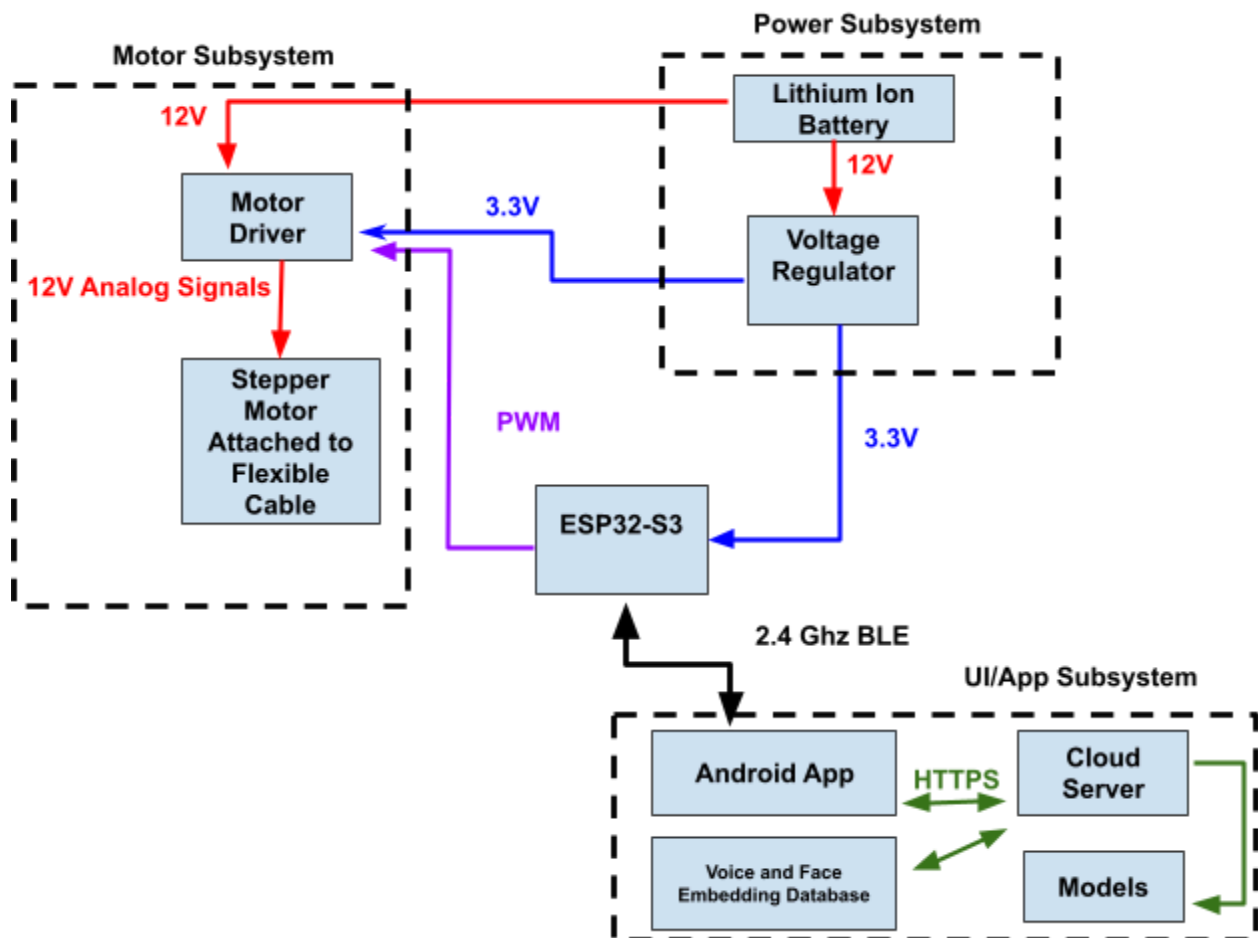 Power Subsystem
Motor Subsystem
Lithium Ion
Battery
12V
12V
Motor
Driver
3.3V
Voltage
Regulator
12V Analog Signals
Stepper
Motor
Attached to
Flexible
Cable
PWM
3.3V
ESP32-S3
2.4 Ghz BLE
UI/App Subsystem
Android App
HTTPS
Cloud
Server
Voice and Face
Embedding Database
Models